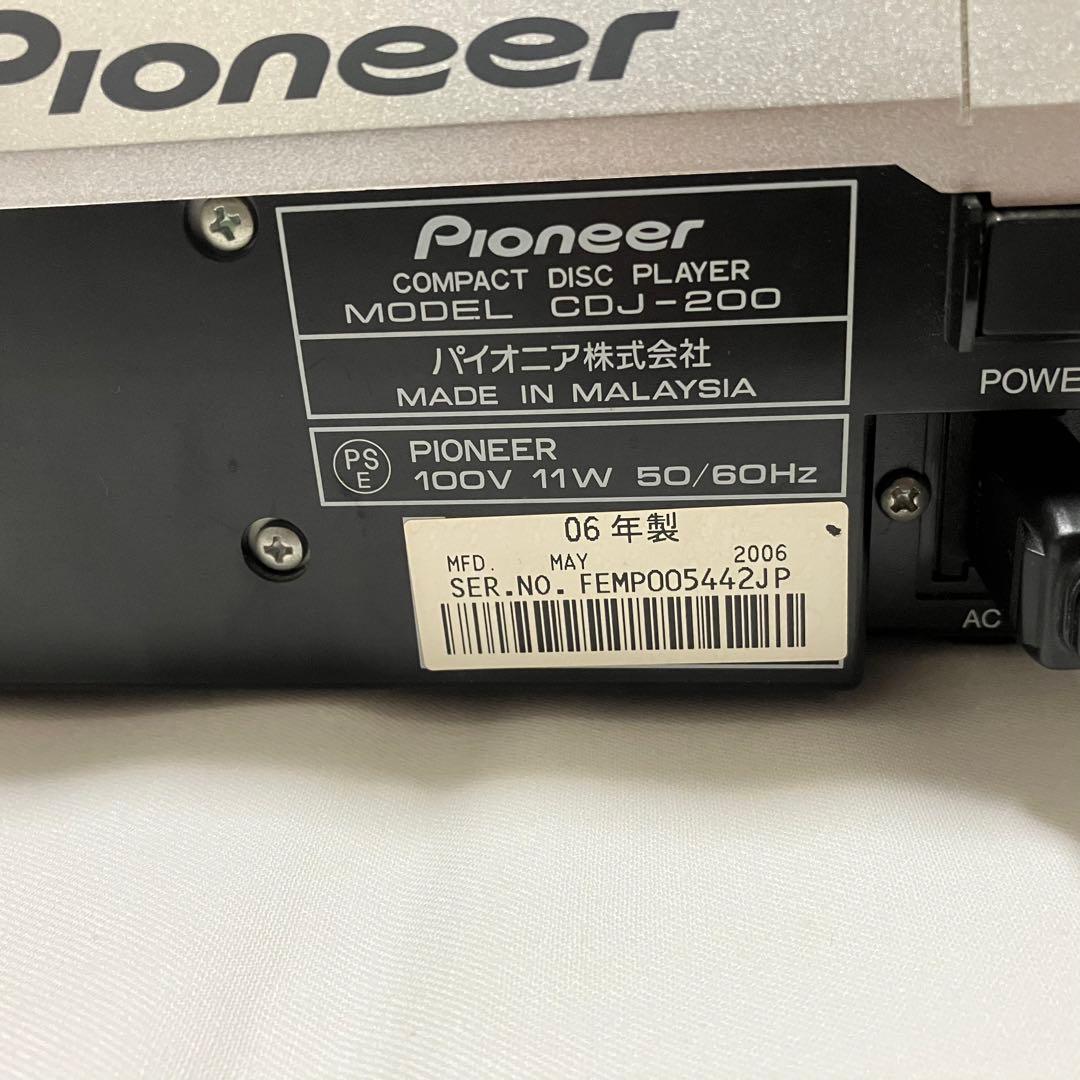 Pioneer
Pioneer
COMPACT DISC PLAYER
MODEL CDJ-200
パイオニア株式会社
MADE IN MALAYSIA
PS
E
PIONEER
100V 11W 50/60Hz
06年製
MFD. MAY 2006
SER.NO. FEMP005442JP
POWE
AC